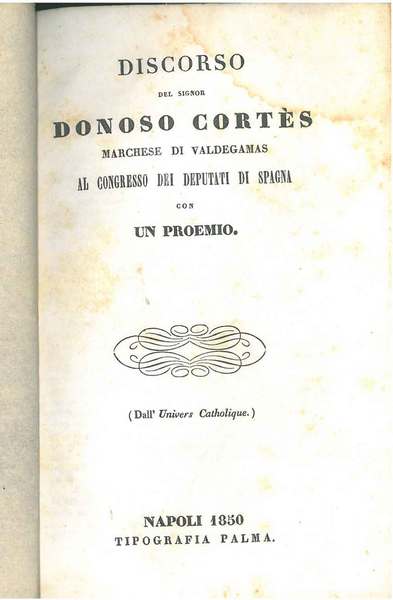 DISCORSO
DEL SIGNOR
DONOSO CORTÈS
MARCHESE DI VALDEGAMAS
AL CONGRESSO DEI DEPUTATI DI SPAGNA
CON
UN PROEMIO.
(Dall' Univers Catholique.)
NAPOLI 1850
TIPOGRAFIA PALMA.